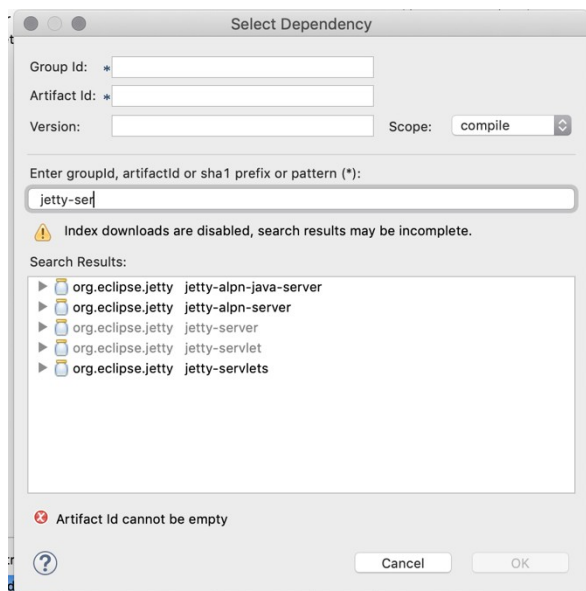 Select Dependency
Group Id: *
Artifact Id: *
Version: Scope: compile
Enter groupId, artifactId or sha1 prefix or pattern (*):
jetty-ser
Index downloads are disabled, search results may be incomplete.
Search Results:
org.eclipse.jetty jetty-alpn-java-server
org.eclipse.jetty jetty-alpn-server
org.eclipse.jetty jetty-server
org.eclipse.jetty jetty-servlet
org.eclipse.jetty jetty-servlets
Artifact Id cannot be empty
? Cancel OK